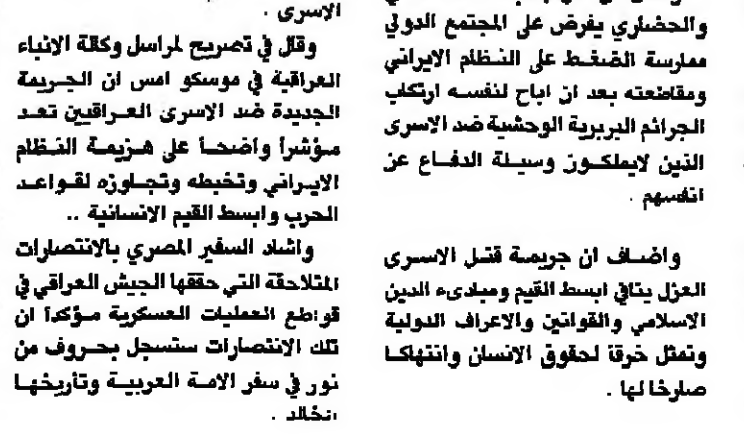 والحضاري يفرض على المجتمع الدولي
ممارسة الضغط على النظام الايراني
ومقاطعته بعد ان اباح لنفسه ارتكاب
الجرائم البربرية الوحشية ضد الاسرى
الذين لايملكون وسيلة الدفاع عن
انفسهم .
واضاف ان جريمة قتل الاسرى
العزل ينافي ابسط القيم ومبادىء الدين
الاسلامي والقوانين والاعراف الدولية
وتمثل خرقا لحقوق الانسان وانتهاكا
صارخا لها .
الاسرى .
وقال في تصريح لمراسل وكالة الانباء
العراقية في موسكو امس ان الجريمة
الجديدة ضد الاسرى العراقيين تعد
مؤشراً واضحاً على هزيمة النظام
الايراني وتخبطه وتجاوزه لقواعد
الحرب وابسط القيم الانسانية ..
واشاد السفير المصري بالانتصارات
المتلاحقة التي حققها الجيش العراقي في
قواطع العمليات العسكرية مؤكدا ان
تلك الانتصارات ستسجل بحروف من
نور في سفر الامة العربية وتأريخها
الخالد .